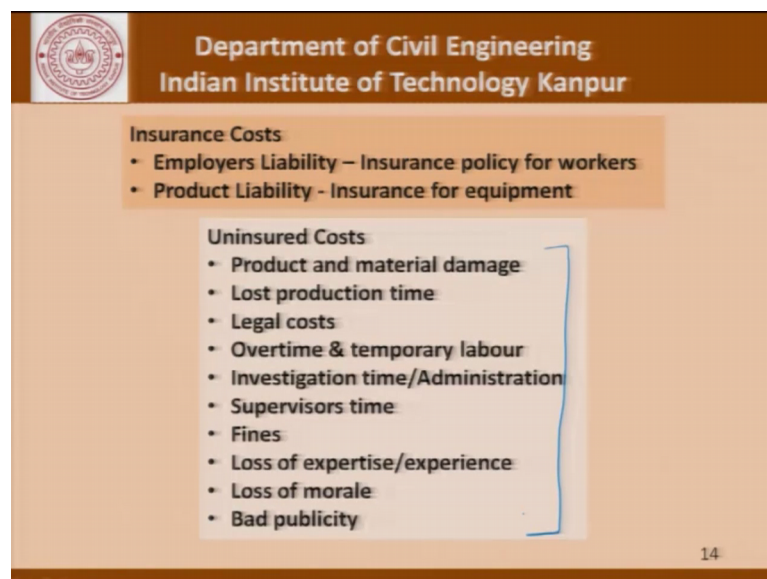 Department of Civil Engineering
Indian Institute of Technology Kanpur
Insurance Costs
• Employers Liability – Insurance policy for workers
• Product Liability - Insurance for equipment
Uninsured Costs
• Product and material damage
• Lost production time
• Legal costs
• Overtime & temporary labour
• Investigation time/Administration
• Supervisors time
• Fines
• Loss of expertise/experience
• Loss of morale
• Bad publicity
14